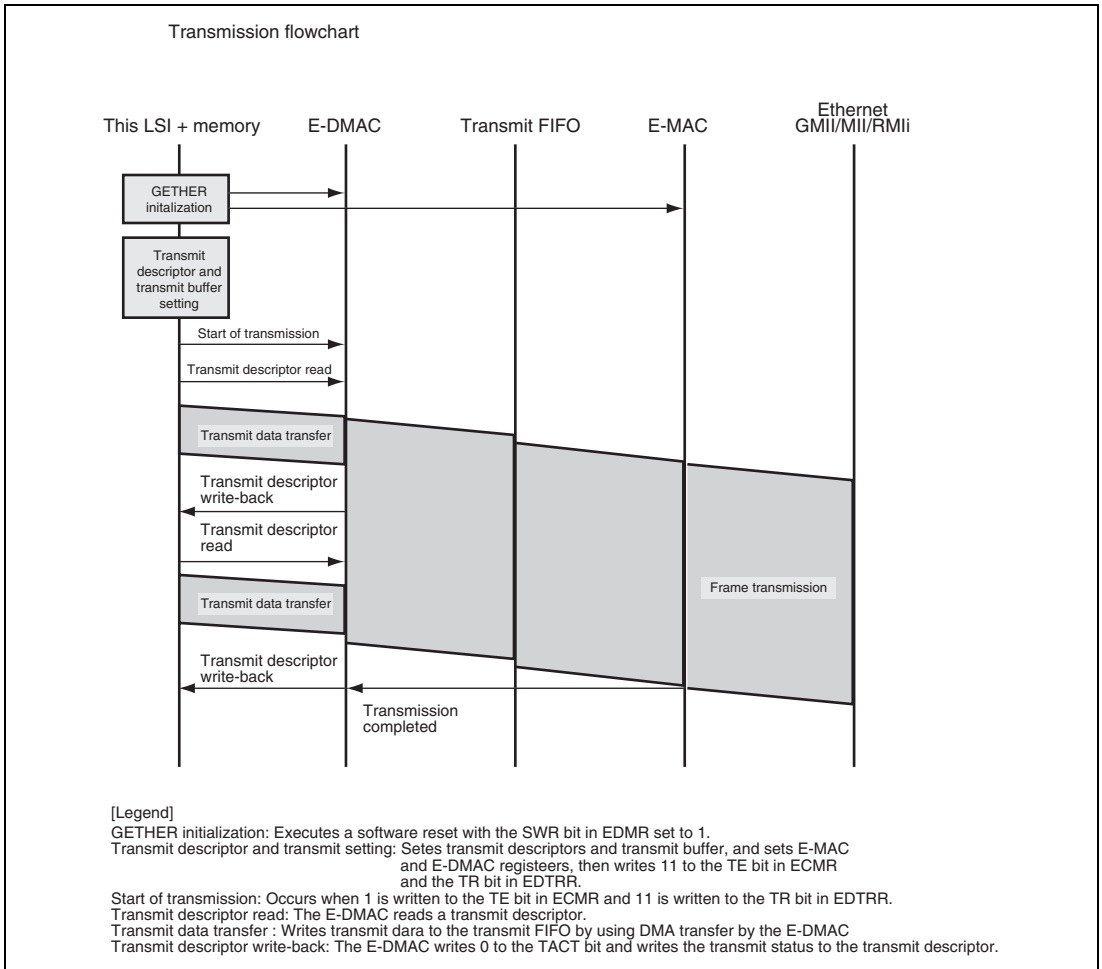 Transmission flowchart
This LSI + memory
E-DMAC
Transmit FIFO
E-MAC
Ethernet
GMII/MII/RMIi
GETHER
initalization
Transmit
descriptor and
transmit buffer
setting
Start of transmission
Transmit descriptor read
Transmit data transfer
Transmit descriptor
write-back
Transmit descriptor
read
Frame transmission
Transmit data transfer
Transmit descriptor
write-back
Transmission
completed
[Legend]
GETHER initialization: Executes a software reset with the SWR bit in EDMR set to 1.
Transmit descriptor and transmit setting: Setes transmit descriptors and transmit buffer, and sets E-MAC
and E-DMAC registeers, then writes 11 to the TE bit in ECMR
and the TR bit in EDTRR.
Start of transmission: Occurs when 1 is written to the TE bit in ECMR and 11 is written to the TR bit in EDTRR.
Transmit descriptor read: The E-DMAC reads a transmit descriptor.
Transmit data transfer : Writes transmit dara to the transmit FIFO by using DMA transfer by the E-DMAC
Transmit descriptor write-back: The E-DMAC writes 0 to the TACT bit and writes the transmit status to the transmit descriptor.